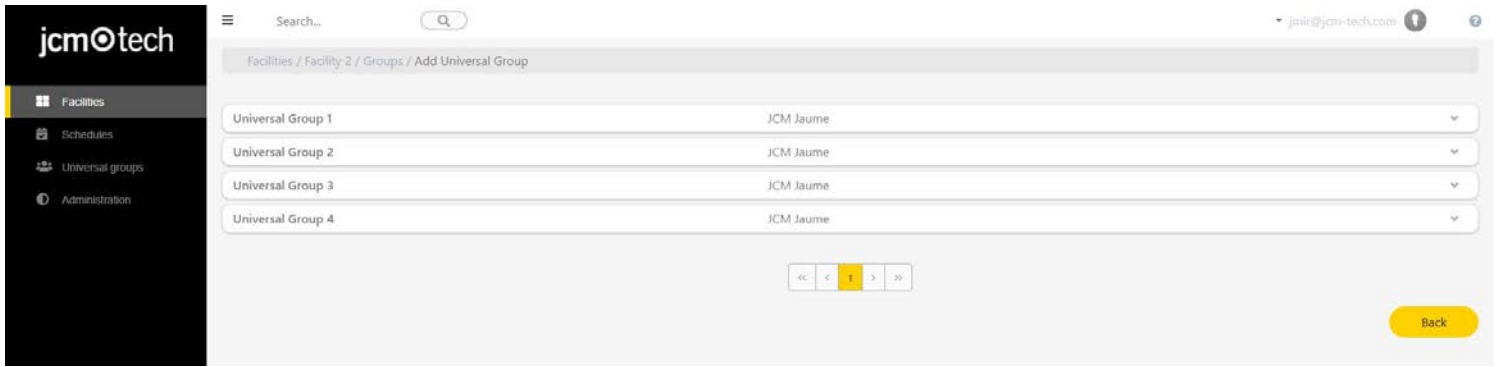 jcm tech
Search...
jmir@jcm-tech.com
Facilities / Facility 2 / Groups / Add Universal Group
Facilities
Schedules
Universal groups
Administration
Universal Group 1 JCM Jaume
Universal Group 2 JCM Jaume
Universal Group 3 JCM Jaume
Universal Group 4 JCM Jaume
« < 1 > »
Back